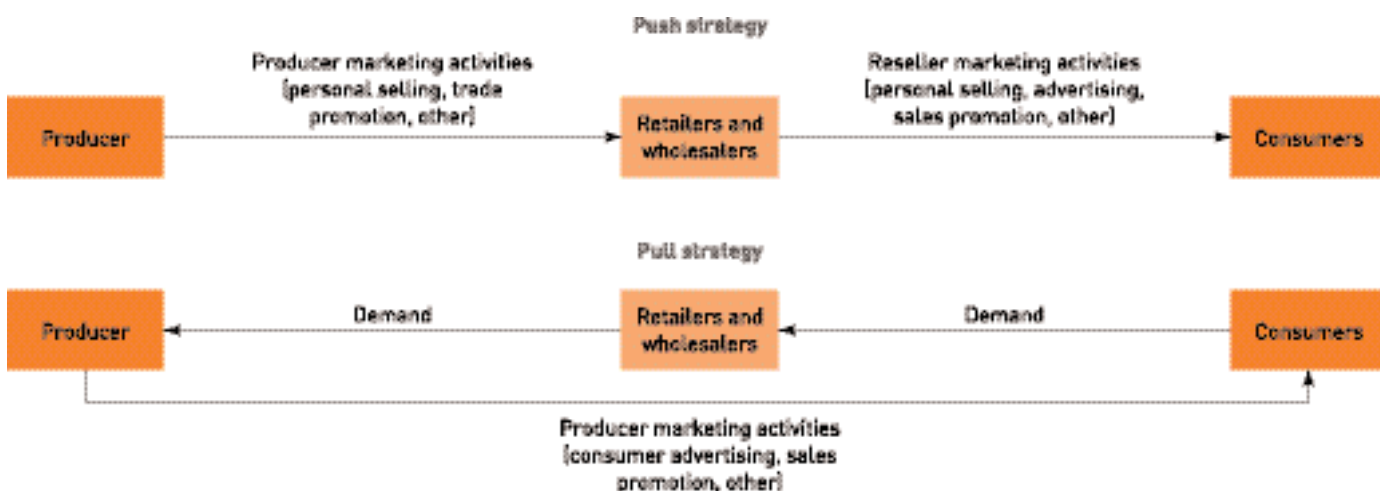 Push strategy
Producer marketing activities
(personal selling, trade
promotion, other)
Reseller marketing activities
(personal selling, advertising,
sales promotion, other)
Producer
Retailers and
wholesalers
Consumers
Pull strategy
Producer
Demand
Retailers and
wholesalers
Demand
Consumers
Producer marketing activities
(consumer advertising, sales
promotion, other)